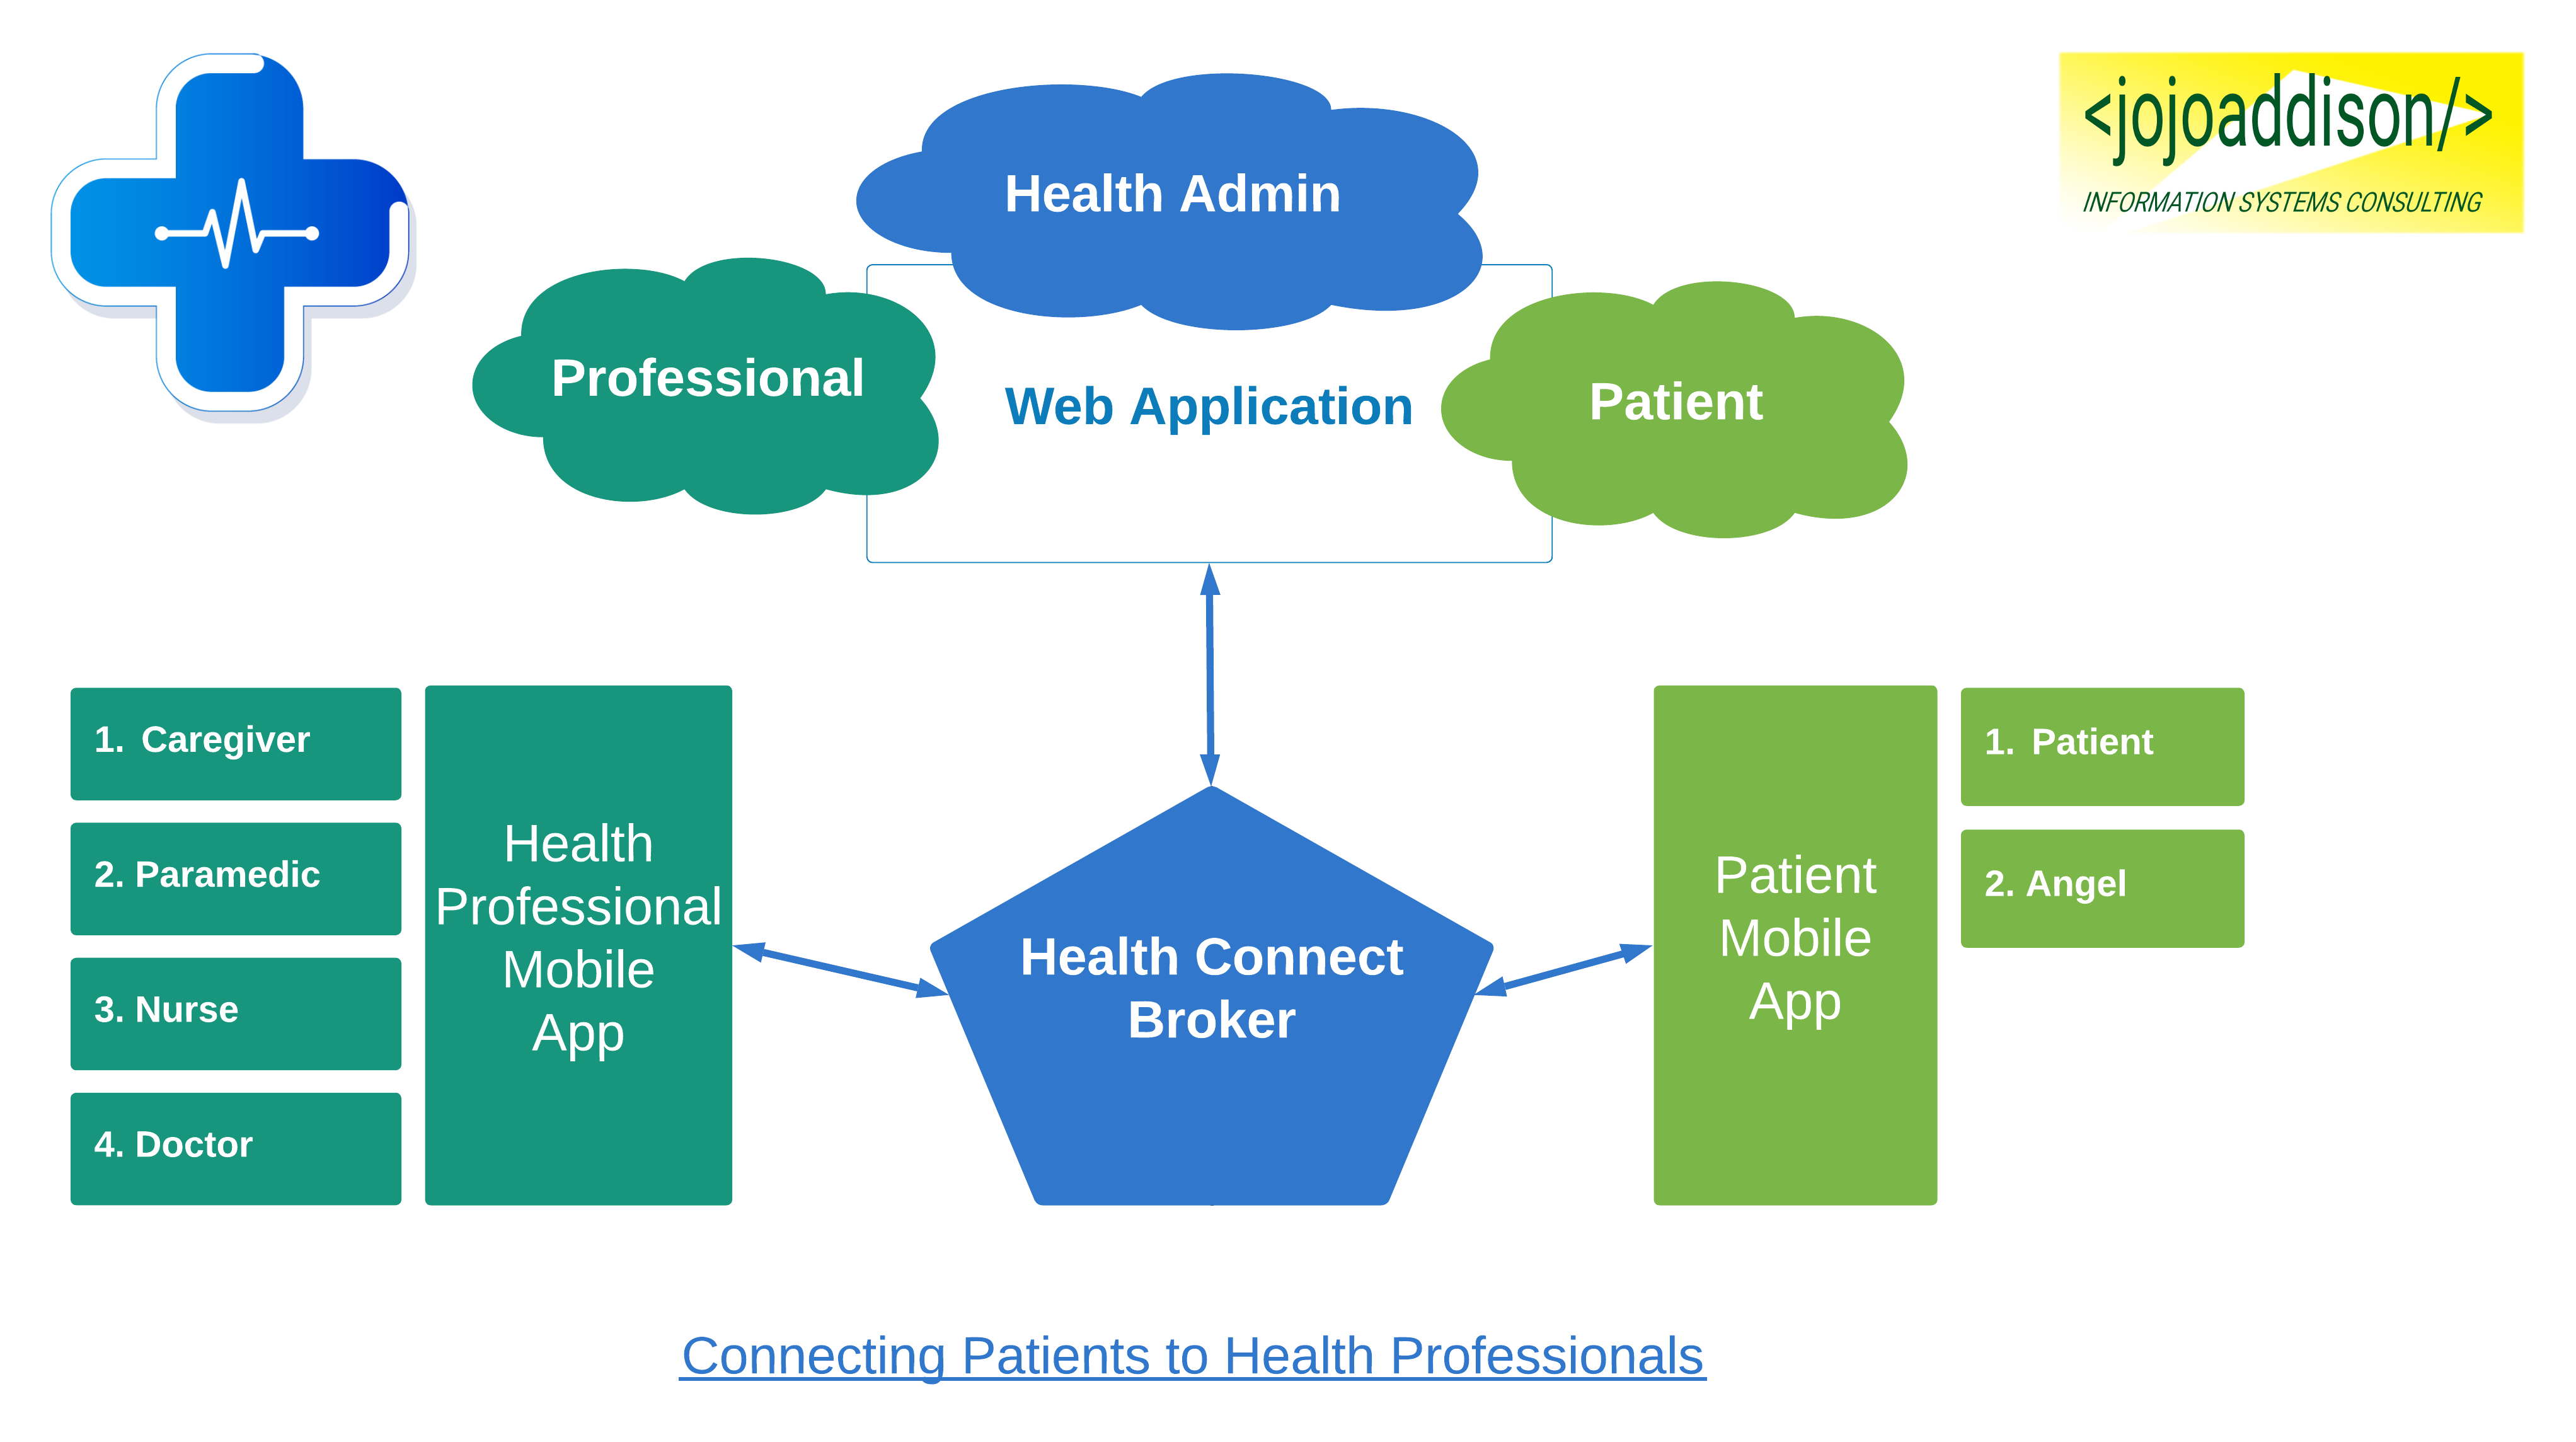 <jojoaddison/>
INFORMATION SYSTEMS CONSULTING
Health Admin
Professional
Web Application
Patient
1. Caregiver
2. Paramedic
3. Nurse
4. Doctor
Health
Professional
Mobile
App
Health Connect
Broker
Patient
Mobile
App
1. Patient
2. Angel
Connecting Patients to Health Professionals